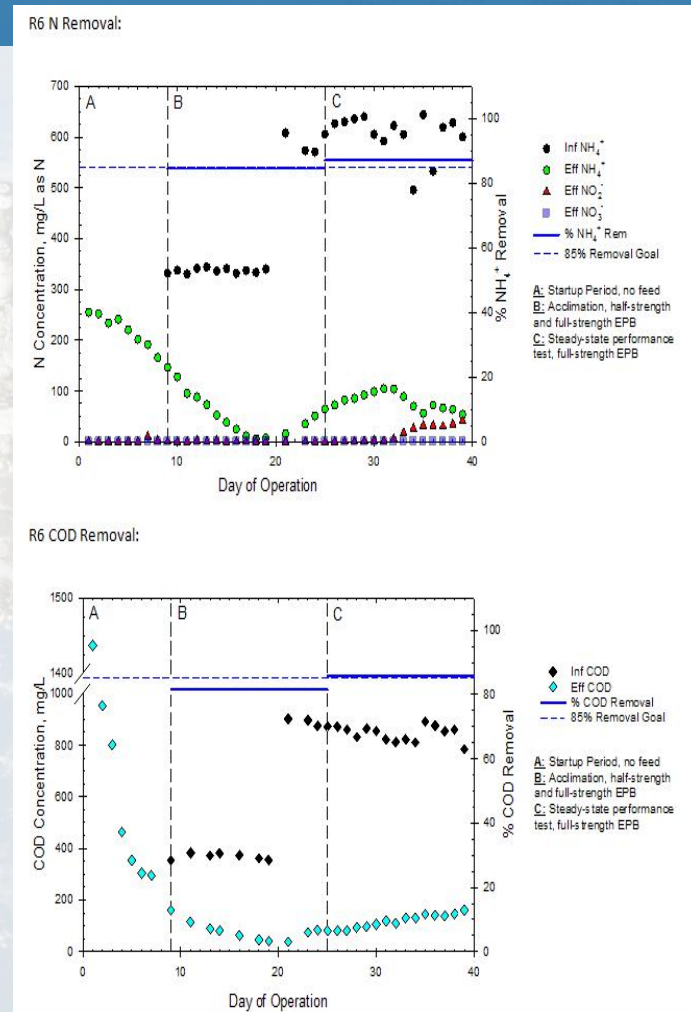 R6 N Removal:
700
600
500
400
300
200
100
0
N Concentration, mg/L as N
A
B
C
100
80
60
40
20
0
% NH₄⁺ Removal
0
10
20
30
40
Day of Operation
Inf NH₄⁺
Eff NH₄⁺
Eff NO₂⁻
Eff NO₃⁻
% NH₄⁺ Rem
85% Removal Goal
A: Startup Period, no feed
B: Acclimation, half-strength
and full-strength EPB
C: Steady-state performance
test, full-strength EPB
R6 COD Removal:
1500
1400
1000
800
600
400
200
0
COD Concentration, mg/L
A
B
C
100
80
60
40
20
0
% COD Removal
0
10
20
30
40
Day of Operation
Inf COD
Eff COD
% COD Removal
85% Removal Goal
A: Startup Period, no feed
B: Acclimation, half-strength
and full-strength EPB
C: Steady-state performance
test, full-strength EPB